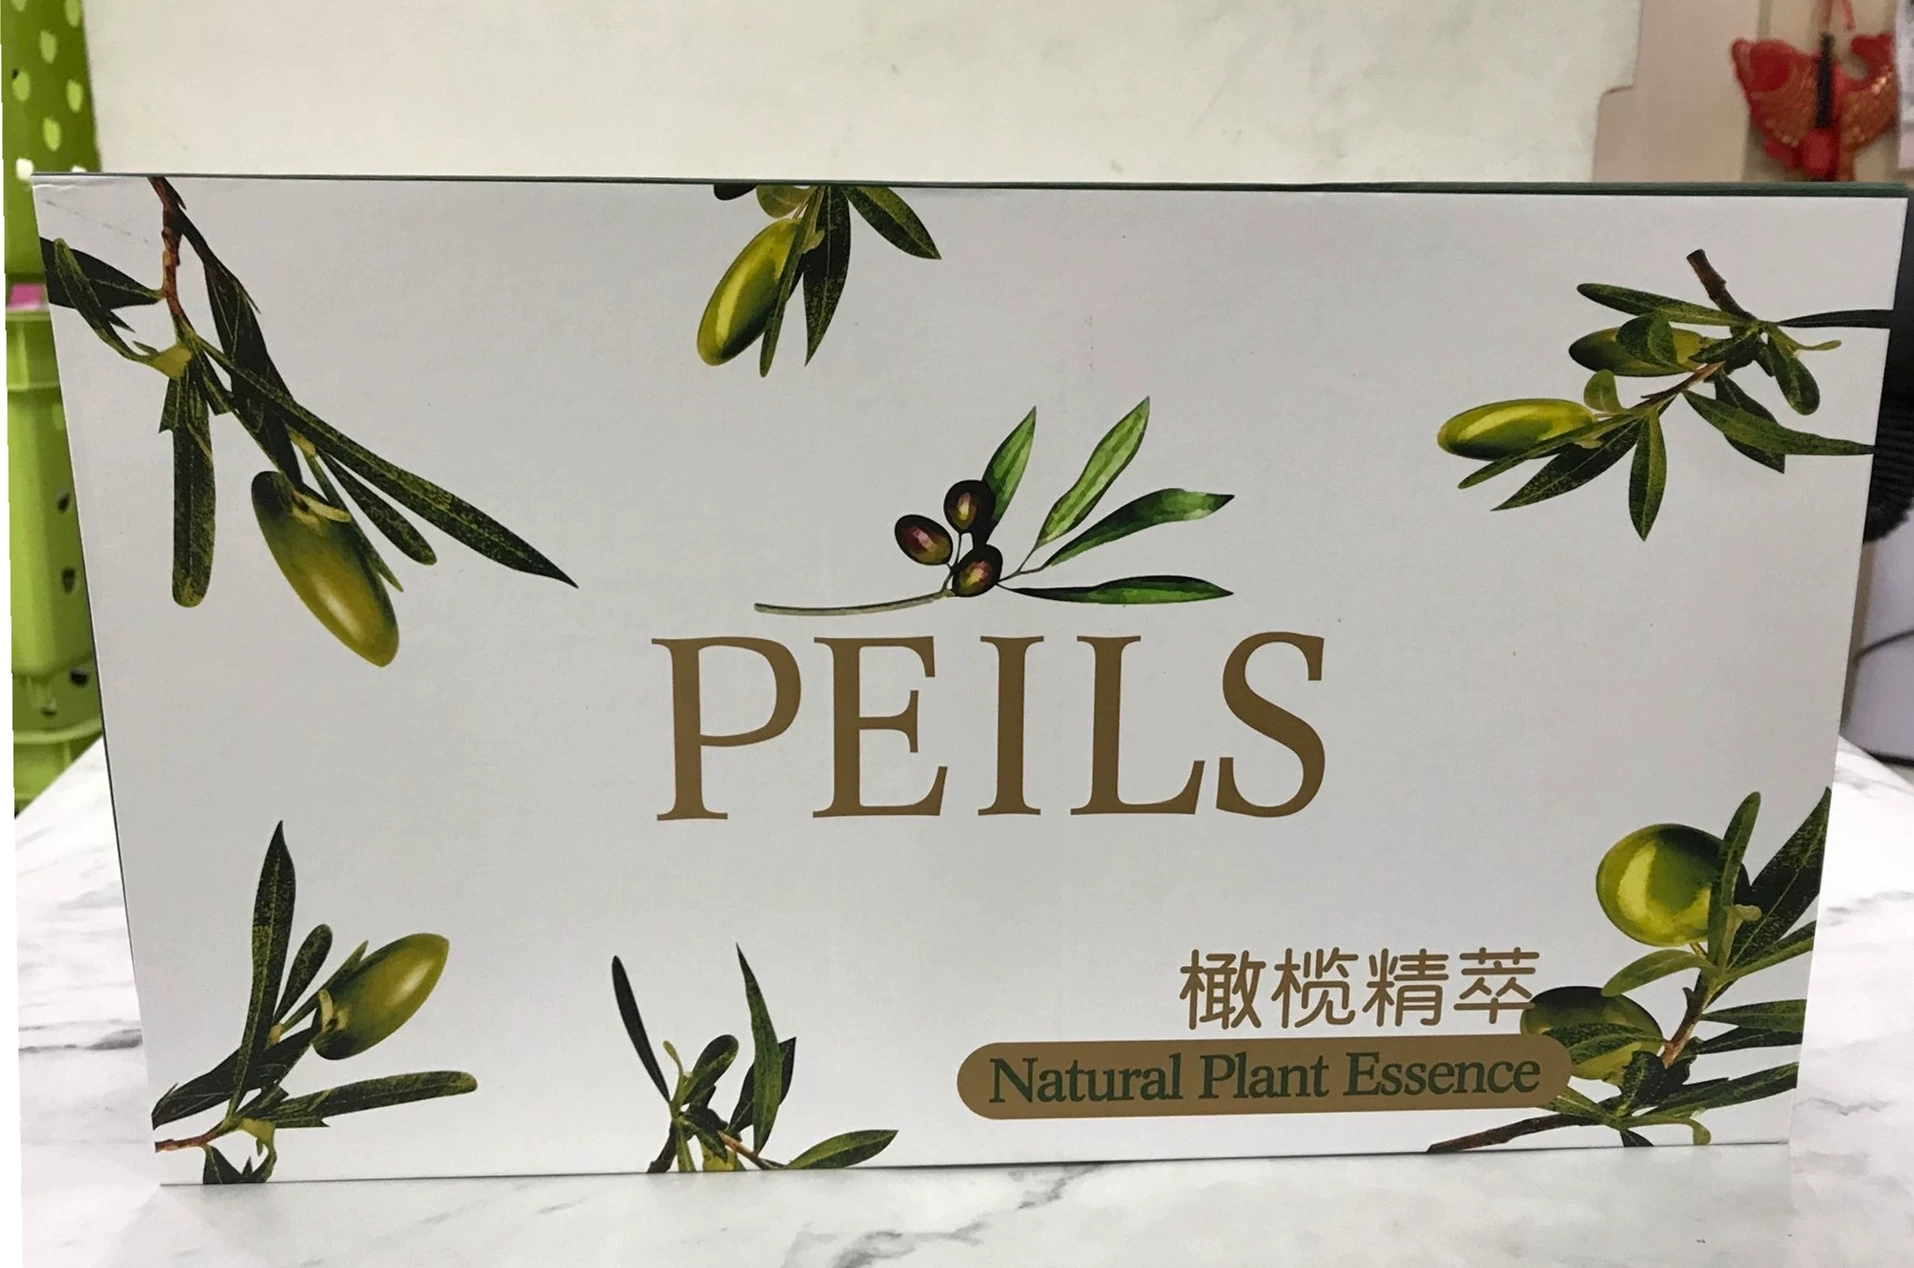 PEILS
橄榄精萃
Natural Plant Essence